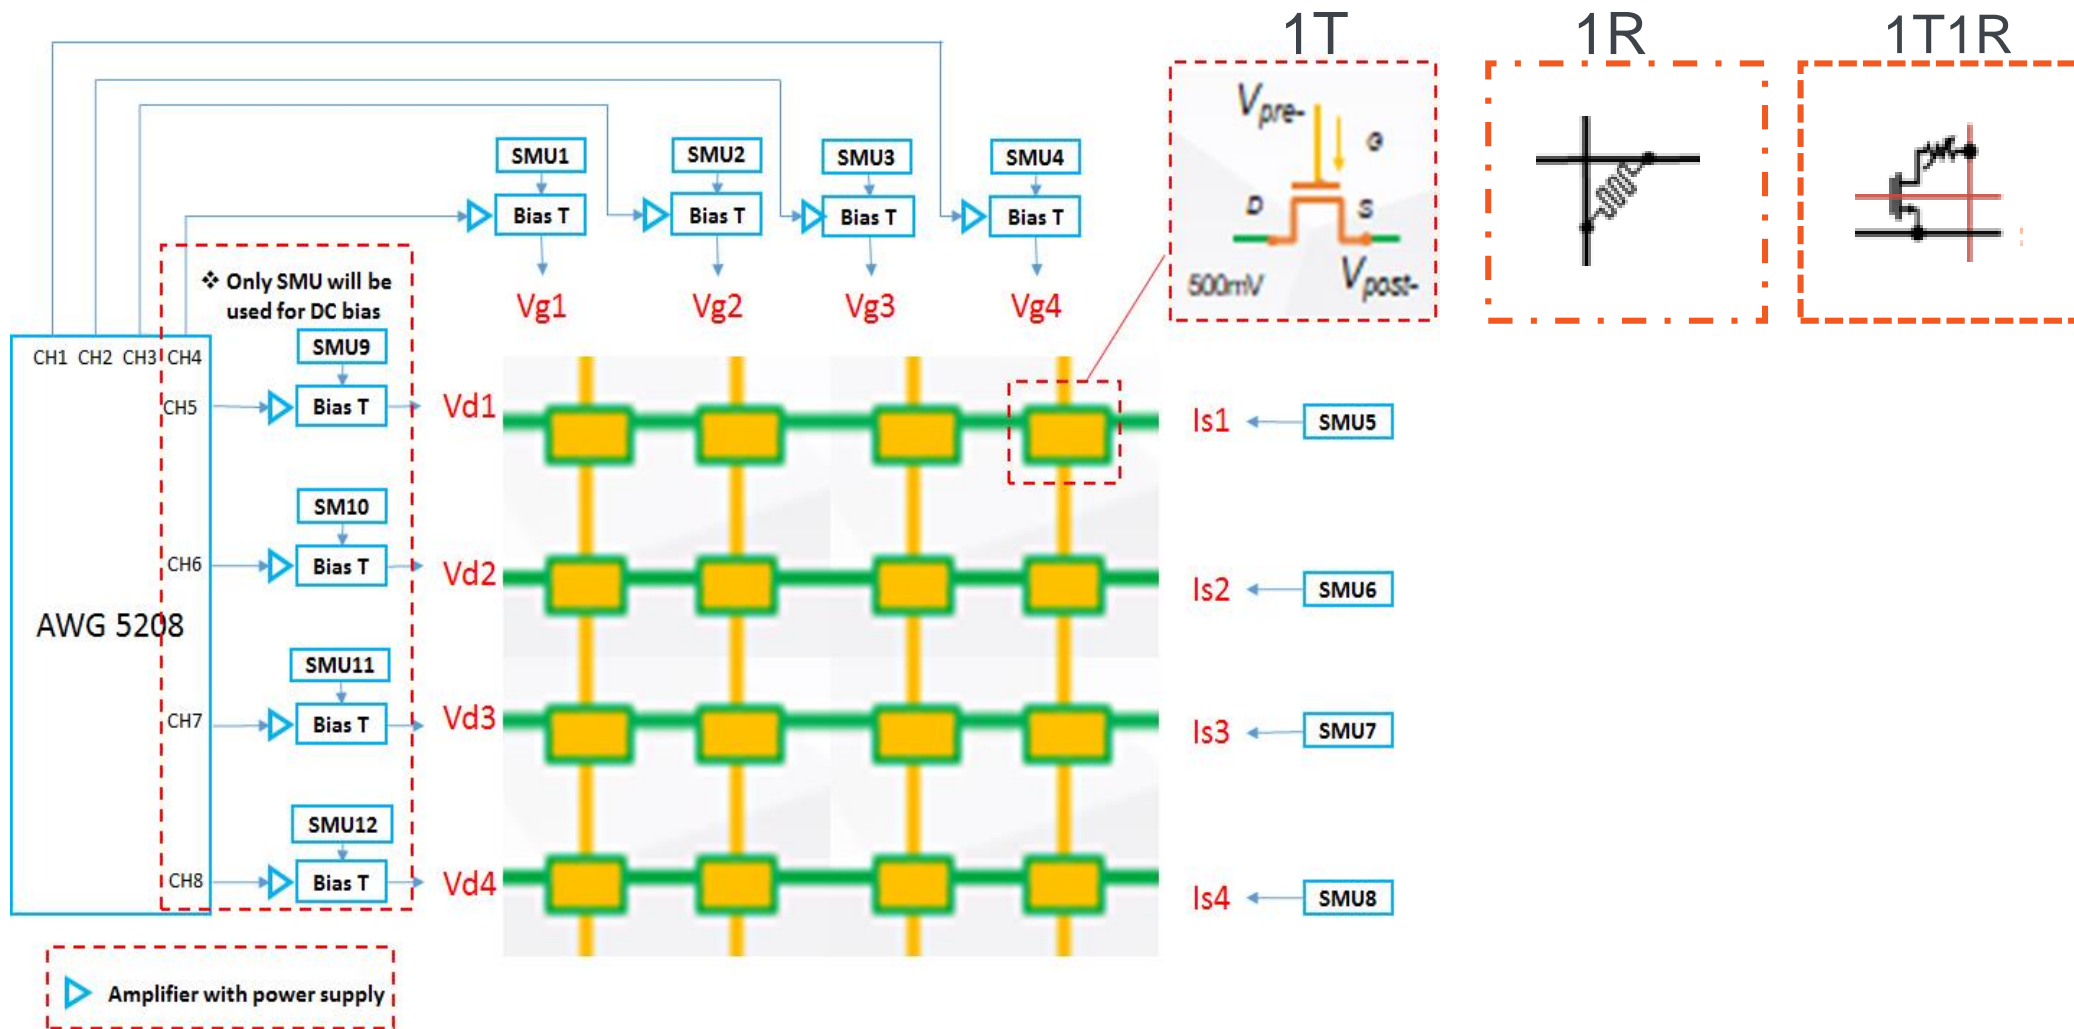 1T
1R
1T1R
Vpre-
G
D
S
500mV
Vpost-
SMU1
SMU2
SMU3
SMU4
Bias T
Bias T
Bias T
Bias T
Vg1
Vg2
Vg3
Vg4
❖ Only SMU will be
used for DC bias
CH1 CH2 CH3 CH4
SMU9
CH5
Bias T
Vd1
Is1
SMU5
SM10
CH6
Bias T
Vd2
Is2
SMU6
AWG 5208
SMU11
CH7
Bias T
Vd3
Is3
SMU7
SMU12
CH8
Bias T
Vd4
Is4
SMU8
Amplifier with power supply